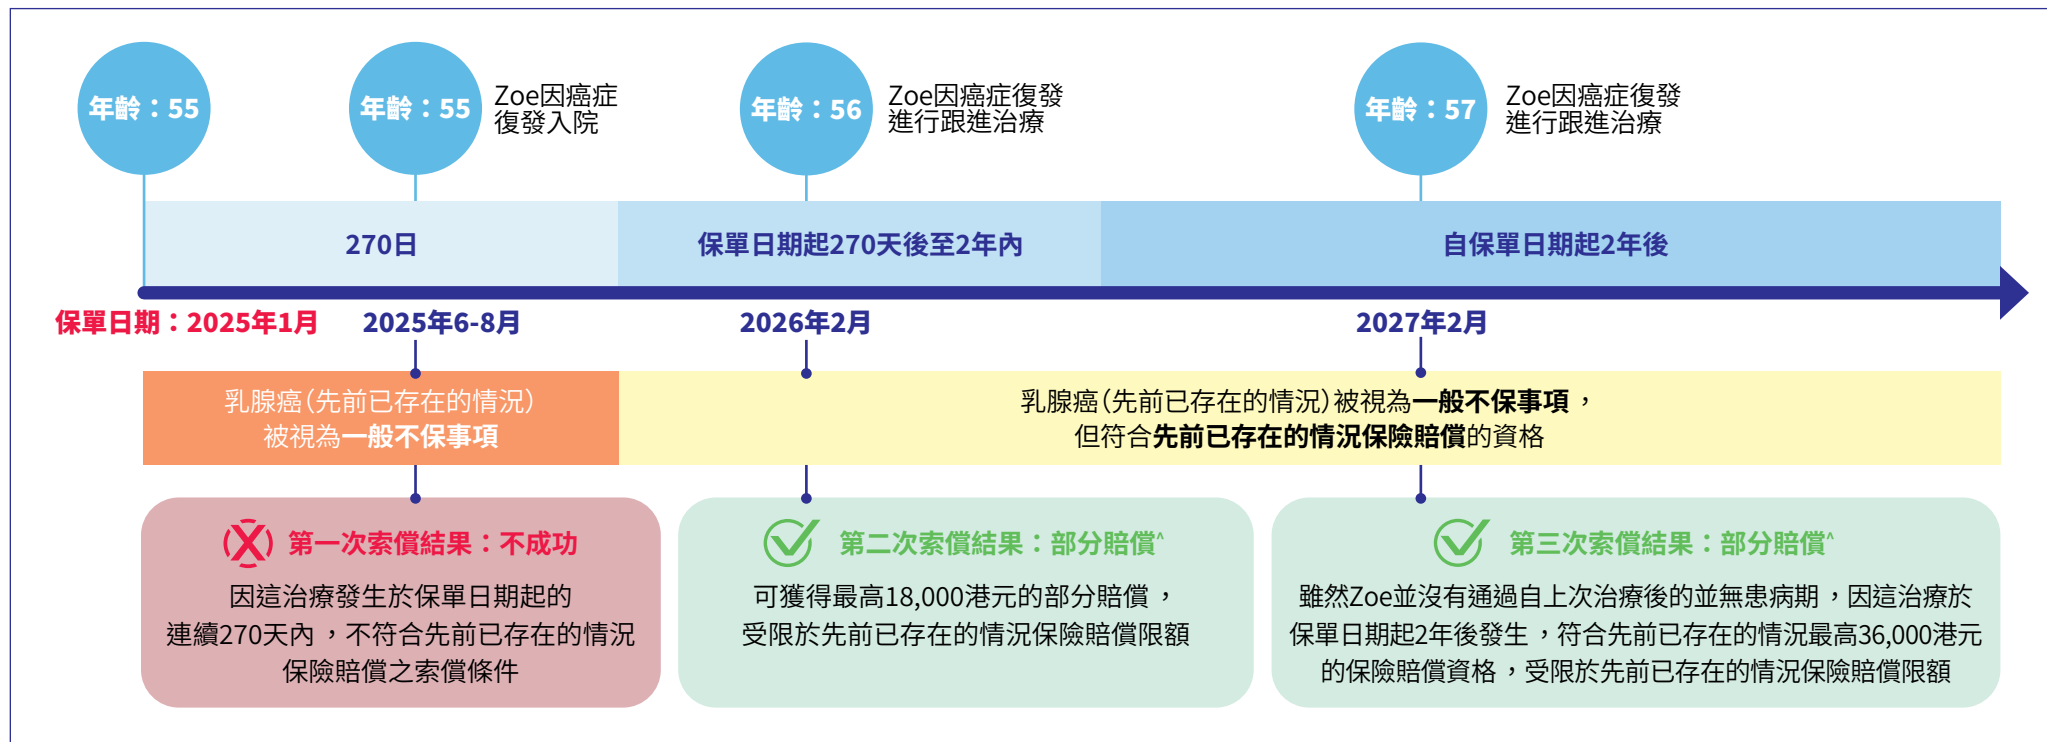 年齡：55
年齡：55
Zoe因癌症
復發入院
年齡：56
Zoe因癌症復發
進行跟進治療
年齡：57
Zoe因癌症復發
進行跟進治療
270日
保單日期起270天後至2年內
自保單日期起2年後
保單日期：2025年1月
2025年6-8月
2026年2月
2027年2月
乳腺癌(先前已存在的情況)
被視為一般不保事項
乳腺癌(先前已存在的情況)被視為一般不保事項，
但符合先前已存在的情況保險賠償的資格
X 第一次索償結果：不成功
因這治療發生於保單日期起的
連續270天內，不符合先前已存在的情況
保險賠償之索償條件
第二次索償結果：部分賠償^
可獲得最高18,000港元的部分賠償，
受限於先前已存在的情況保險賠償限額
第三次索償結果：部分賠償^
雖然Zoe並沒有通過自上次治療後的並無患病期，因這治療於
保單日期起2年後發生，符合先前已存在的情況最高36,000港元
的保險賠償資格，受限於先前已存在的情況保險賠償限額